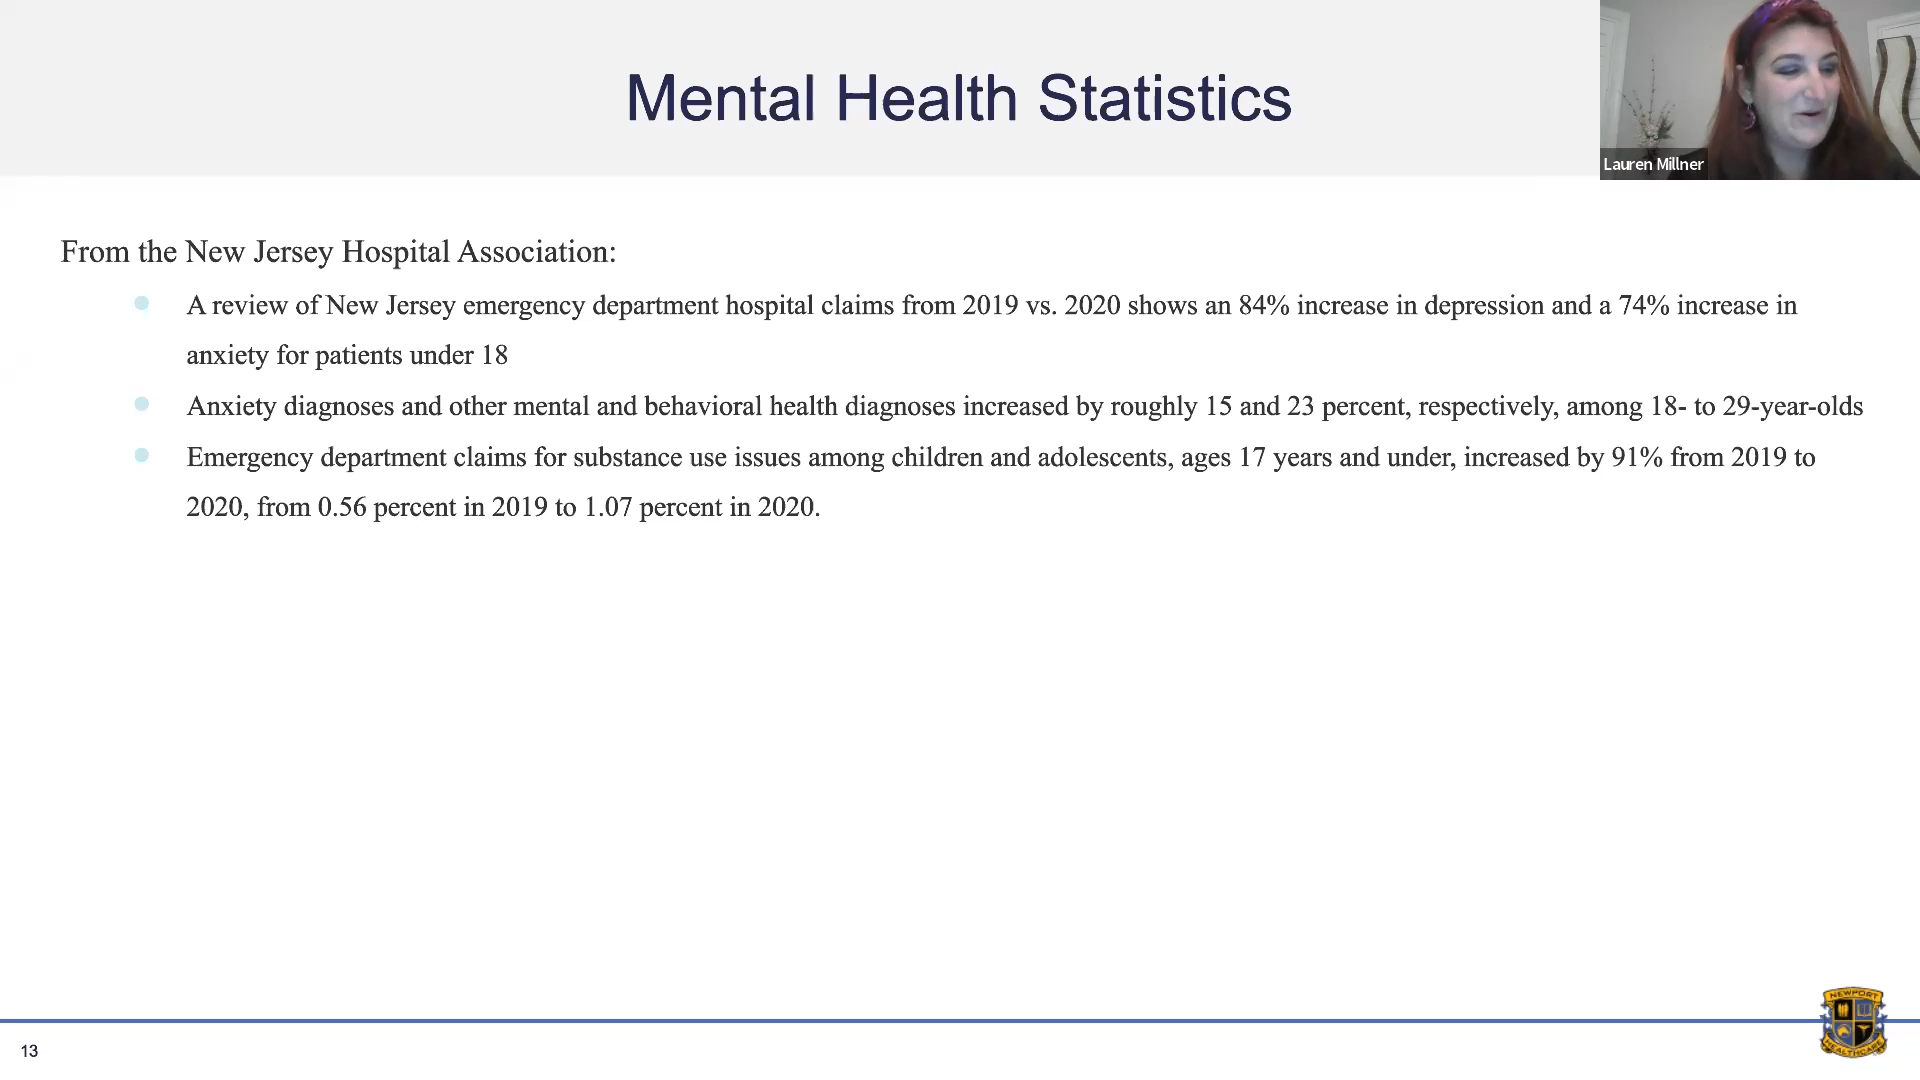 Mental Health Statistics
Lauren Millner
From the New Jersey Hospital Association:
A review of New Jersey emergency department hospital claims from 2019 vs. 2020 shows an 84% increase in depression and a 74% increase in
anxiety for patients under 18
Anxiety diagnoses and other mental and behavioral health diagnoses increased by roughly 15 and 23 percent, respectively, among 18- to 29-year-olds
Emergency department claims for substance use issues among children and adolescents, ages 17 years and under, increased by 91% from 2019 to
2020, from 0.56 percent in 2019 to 1.07 percent in 2020.
NEWPORT
HEALTHCARE
13